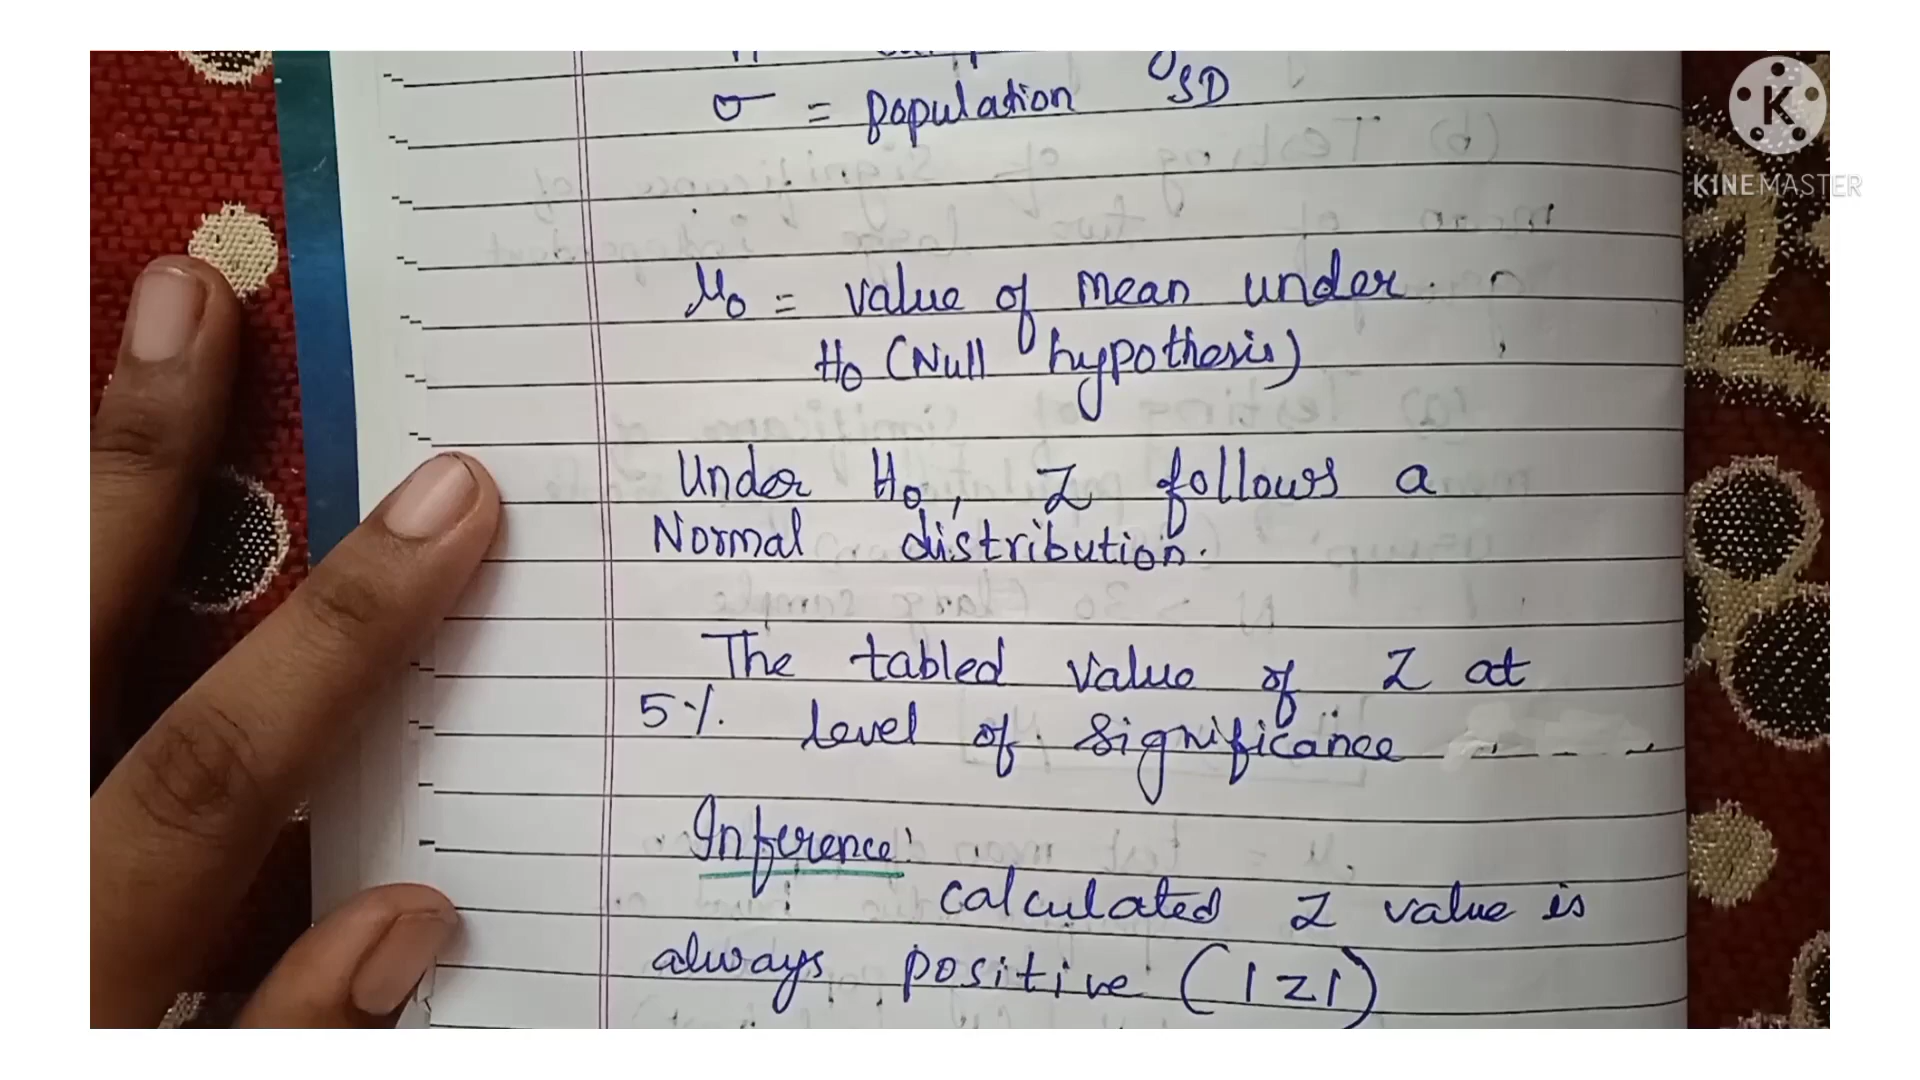 σ = population SD
μ0 = value of mean under
H0 (Null hypothesis)
Under H0, Z follows a
Normal distribution.
The tabled value of Z at
5% level of significance
Inference:
calculated Z value is
always positive (|Z|)
K
KINEMASTER